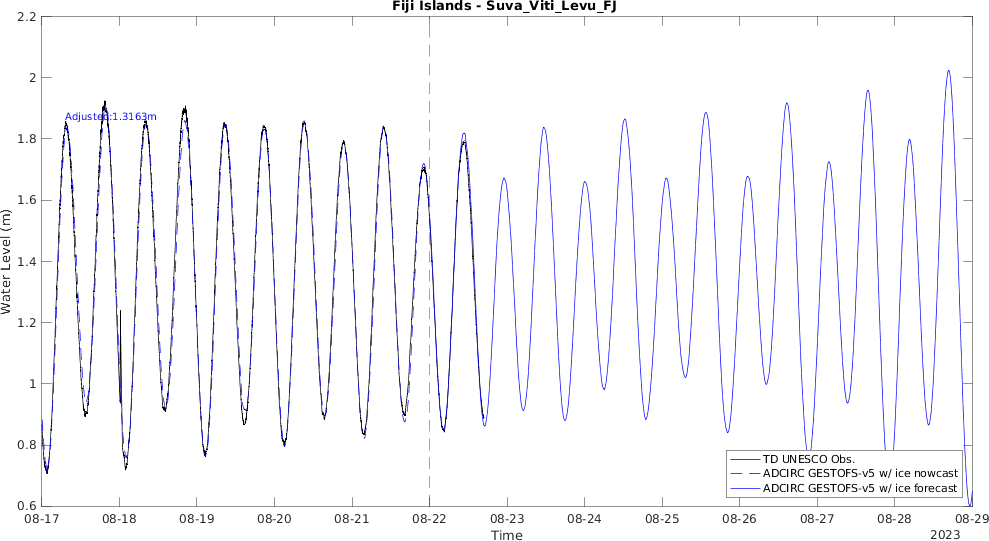 Fiji Islands - Suva_Viti_Levu_FJ
2.2
2
1.8
1.6
1.4
1.2
1
0.8
0.6
Water Level (m)
Adjusted:1.3163m
TD UNESCO Obs.
ADCIRC GESTOFS-v5 w/ ice nowcast
ADCIRC GESTOFS-v5 w/ ice forecast
08-17 08-18 08-19 08-20 08-21 08-22 08-23 08-24 08-25 08-26 08-27 08-28 08-29
Time
2023